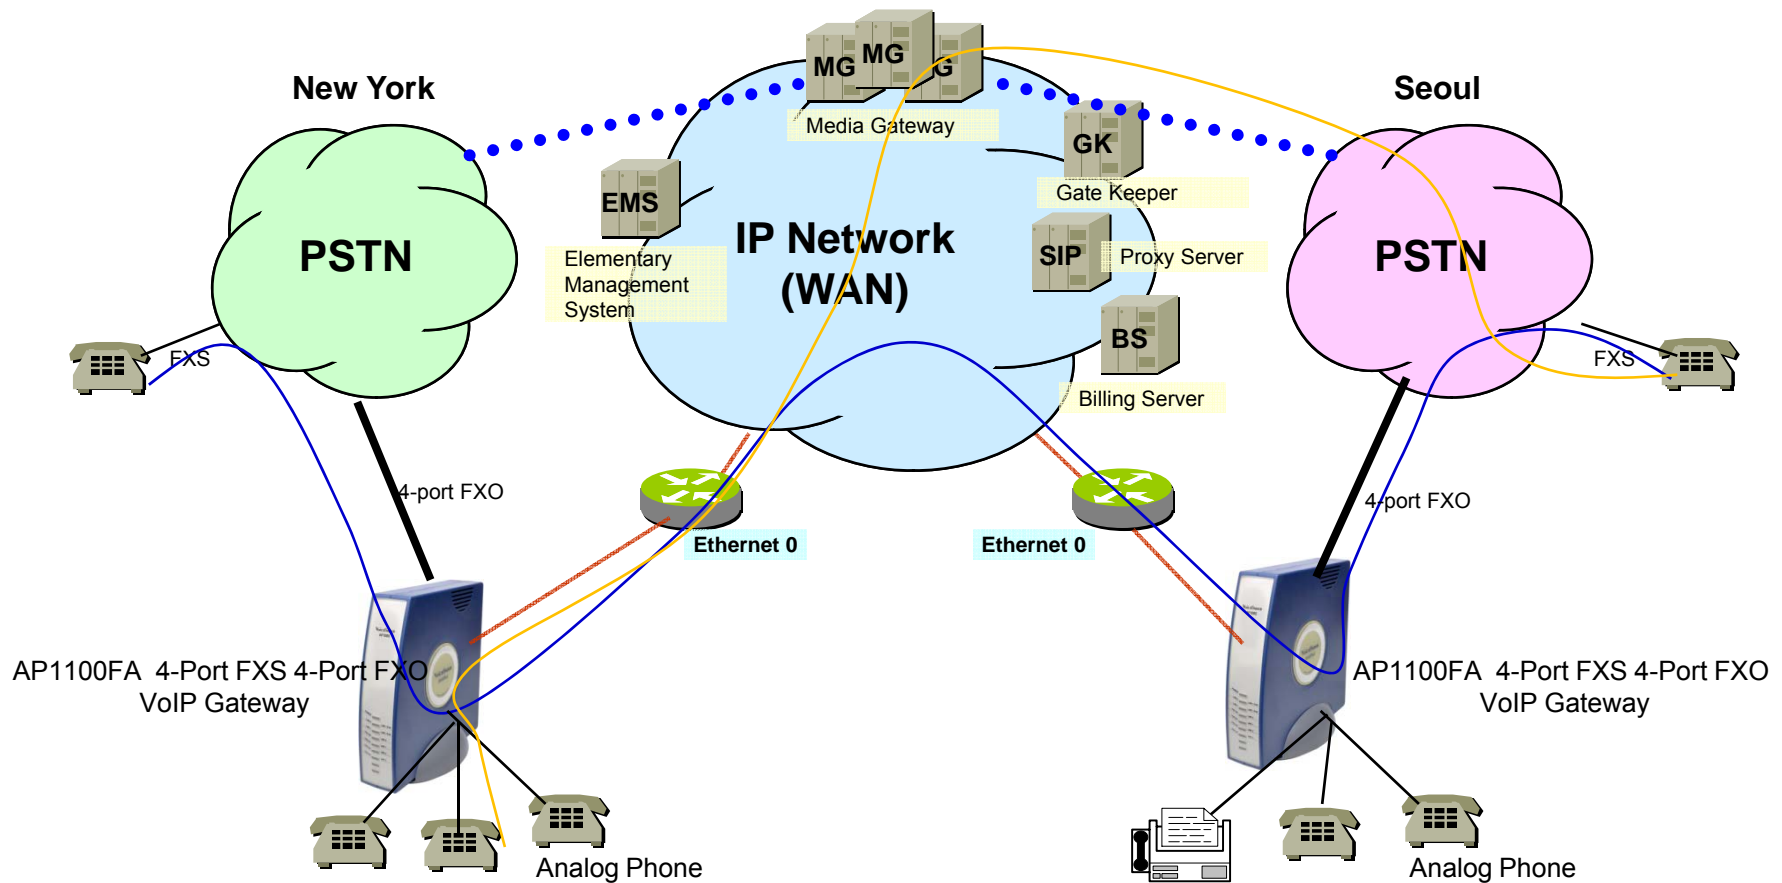 New York
Seoul
MG
MG
G
Media Gateway
GK
Gate Keeper
EMS
Elementary
Management
System
PSTN
IP Network
(WAN)
SIP
Proxy Server
PSTN
BS
Billing Server
FXS
FXS
4-port FXO
4-port FXO
Ethernet 0
Ethernet 0
AP1100FA 4-Port FXS 4-Port FXO
VoIP Gateway
AP1100FA 4-Port FXS 4-Port FXO
VoIP Gateway
Analog Phone
Analog Phone